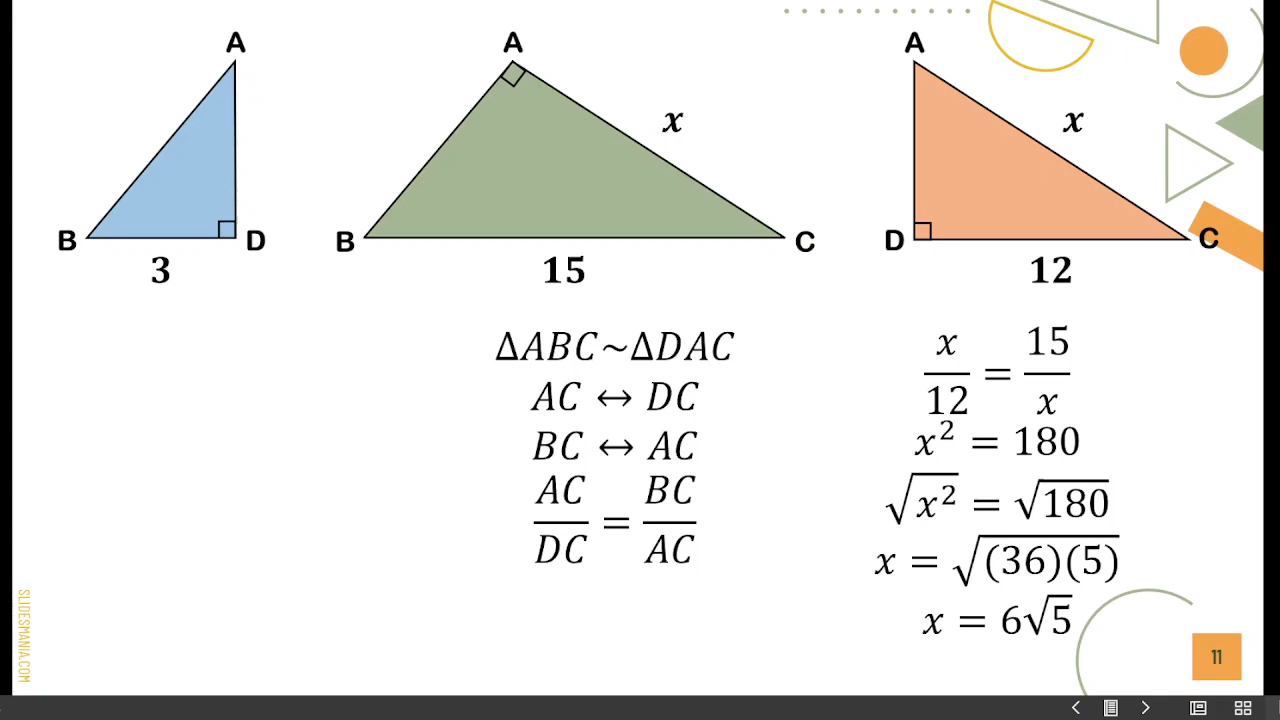 A
B
D
3
A
x
B
C
15
A
x
D
C
12
ΔABC~ΔDAC
AC ↔ DC
BC ↔ AC
AC/DC = BC/AC
x/12 = 15/x
x² = 180
√x² = √180
x = √(36)(5)
x = 6√5
SLIDESMANIA.COM
11